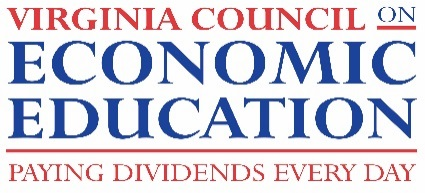 VIRGINIA COUNCIL ON
ECONOMIC
EDUCATION
PAYING DIVIDENDS EVERY DAY